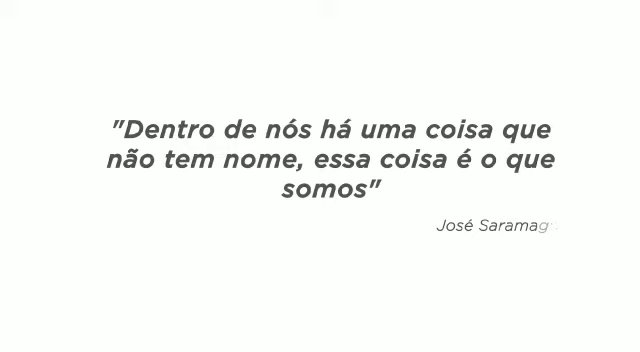 "Dentro de nós há uma coisa que
não tem nome, essa coisa é o que
somos"
José Saramag